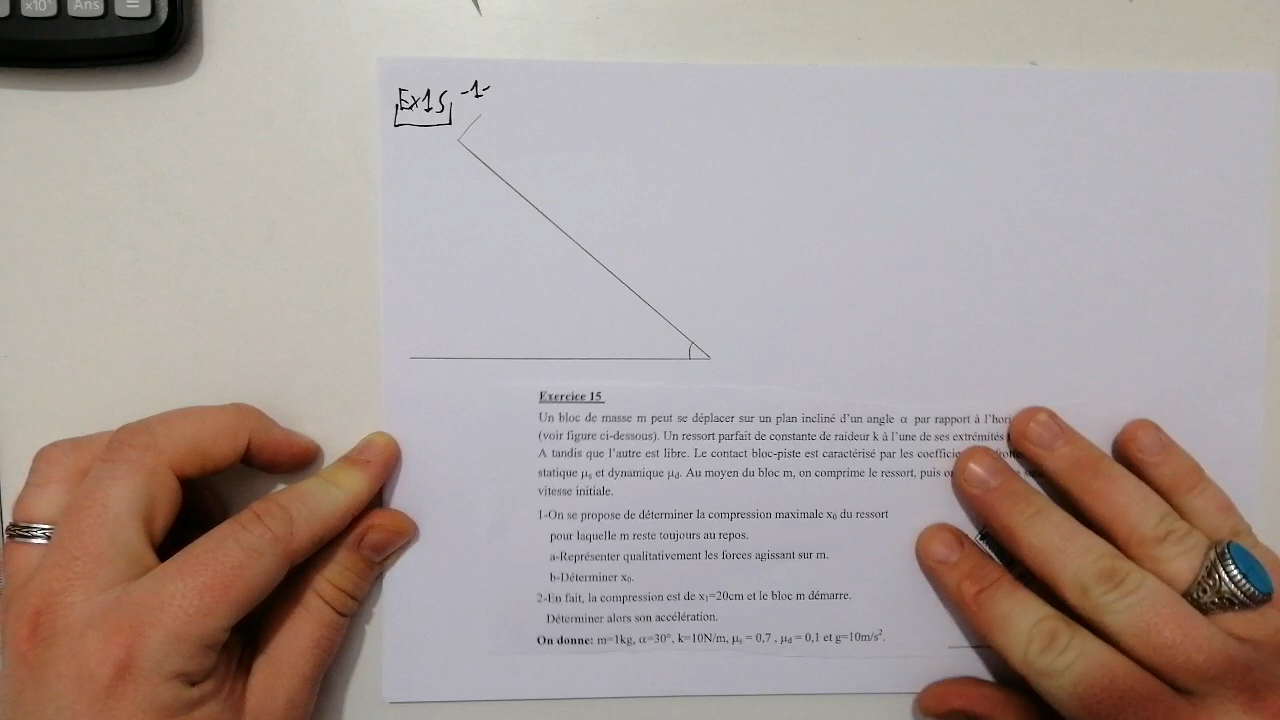 x10ˣ Ans =
Ex15 -1-
Exercice 15
Un bloc de masse m peut se déplacer sur un plan incliné d'un angle α par rapport à l'hori
(voir figure ci-dessous). Un ressort parfait de constante de raideur k à l'une de ses extrémités
A tandis que l'autre est libre. Le contact bloc-piste est caractérisé par les
statique μs et dynamique μd. Au moyen du bloc m, on comprime le ressort, puis
vitesse initiale.
1-On se propose de déterminer la compression maximale x0 du ressort
pour laquelle m reste toujours au repos.
a-Représenter qualitativement les forces agissant sur m.
b-Déterminer x0.
2-En fait, la compression est de x1=20cm et le bloc m démarre.
Déterminer alors son accélération.
On donne: m=1kg, α=30°, k=10N/m, μs = 0,7 , μd = 0,1 et g=10m/s².